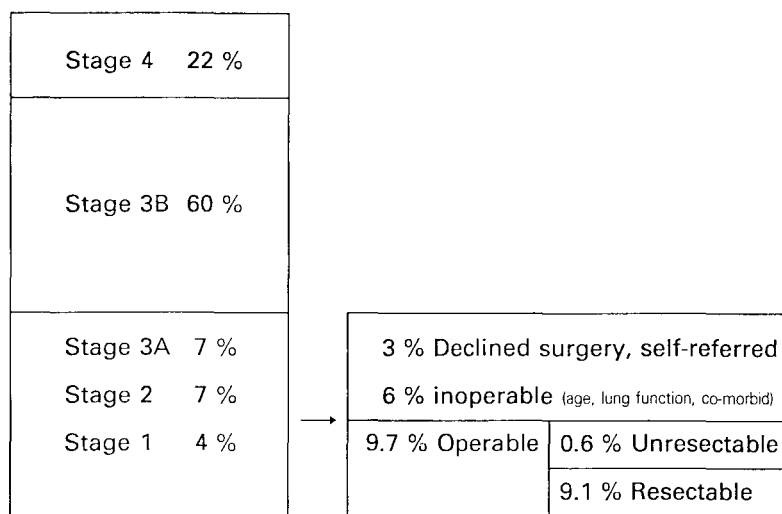 Stage 4 22 %
Stage 3B 60 %
Stage 3A 7 %
Stage 2 7 %
Stage 1 4 %
3 % Declined surgery, self-referred
6 % inoperable (age, lung function, co-morbid)
9.7 % Operable
0.6 % Unresectable
9.1 % Resectable